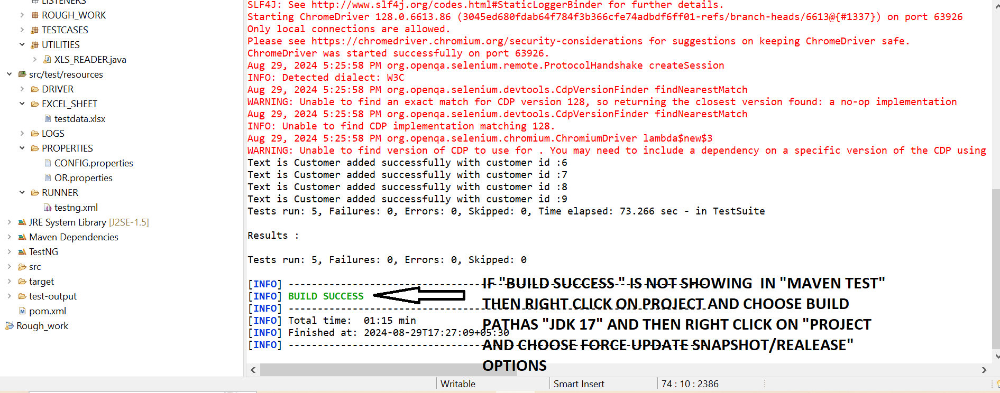 LISTENERS
ROUGH_WORK
TESTCASES
UTILITIES
XLS_READER.java
src/test/resources
DRIVER
EXCEL_SHEET
testdata.xlsx
LOGS
PROPERTIES
CONFIG.properties
OR.properties
RUNNER
testng.xml
JRE System Library [J2SE-1.5]
Maven Dependencies
TestNG
src
target
test-output
pom.xml
Rough_work
SLF4J: See http://www.slf4j.org/codes.html#StaticLoggerBinder for further details.
Starting ChromeDriver 128.0.6613.86 (3045ed680fdab64f784f3b366cfe74adbdf6ff01-refs/branch-heads/6613@{#1337}) on port 63926
Only local connections are allowed.
Please see https://chromedriver.chromium.org/security-considerations for suggestions on keeping ChromeDriver safe.
ChromeDriver was started successfully on port 63926.
Aug 29, 2024 5:25:58 PM org.openqa.selenium.remote.ProtocolHandshake createSession
INFO: Detected dialect: W3C
Aug 29, 2024 5:25:58 PM org.openqa.selenium.devtools.CdpVersionFinder findNearestMatch
WARNING: Unable to find an exact match for CDP version 128, so returning the closest version found: a no-op implementation
Aug 29, 2024 5:25:58 PM org.openqa.selenium.devtools.CdpVersionFinder findNearestMatch
INFO: Unable to find CDP implementation matching 128.
Aug 29, 2024 5:25:58 PM org.openqa.selenium.chromium.ChromiumDriver lambda$new$3
WARNING: Unable to find version of CDP to use for . You may need to include a dependency on a specific version of the CDP using
Text is Customer added successfully with customer id :6
Text is Customer added successfully with customer id :7
Text is Customer added successfully with customer id :8
Text is Customer added successfully with customer id :9
Tests run: 5, Failures: 0, Errors: 0, Skipped: 0, Time elapsed: 73.266 sec - in TestSuite
Results :
Tests run: 5, Failures: 0, Errors: 0, Skipped: 0
[INFO] ------------------------------------------------------------------------
[INFO] BUILD SUCCESS
[INFO] ------------------------------------------------------------------------
[INFO] Total time:  01:15 min
[INFO] Finished at: 2024-08-29T17:27:09+05:30
[INFO] ------------------------------------------------------------------------
IF "BUILD SUCCESS " IS NOT SHOWING  IN "MAVEN TEST"
THEN RIGHT CLICK ON PROJECT AND CHOOSE BUILD
PATHAS "JDK 17" AND THEN RIGHT CLICK ON "PROJECT
AND CHOOSE FORCE UPDATE SNAPSHOT/REALEASE"
OPTIONS
Writable
Smart Insert
74 : 10 : 2386